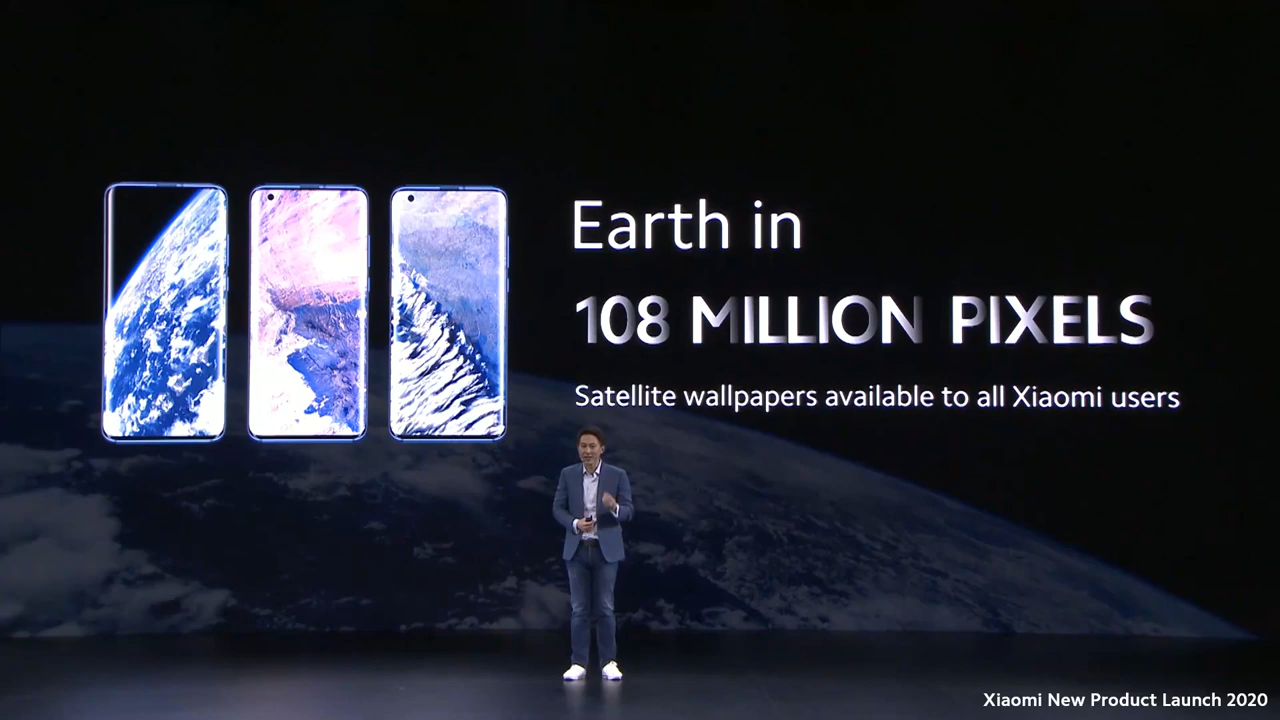 Earth in
108 MILLION PIXELS
Satellite wallpapers available to all Xiaomi users
Xiaomi New Product Launch 2020